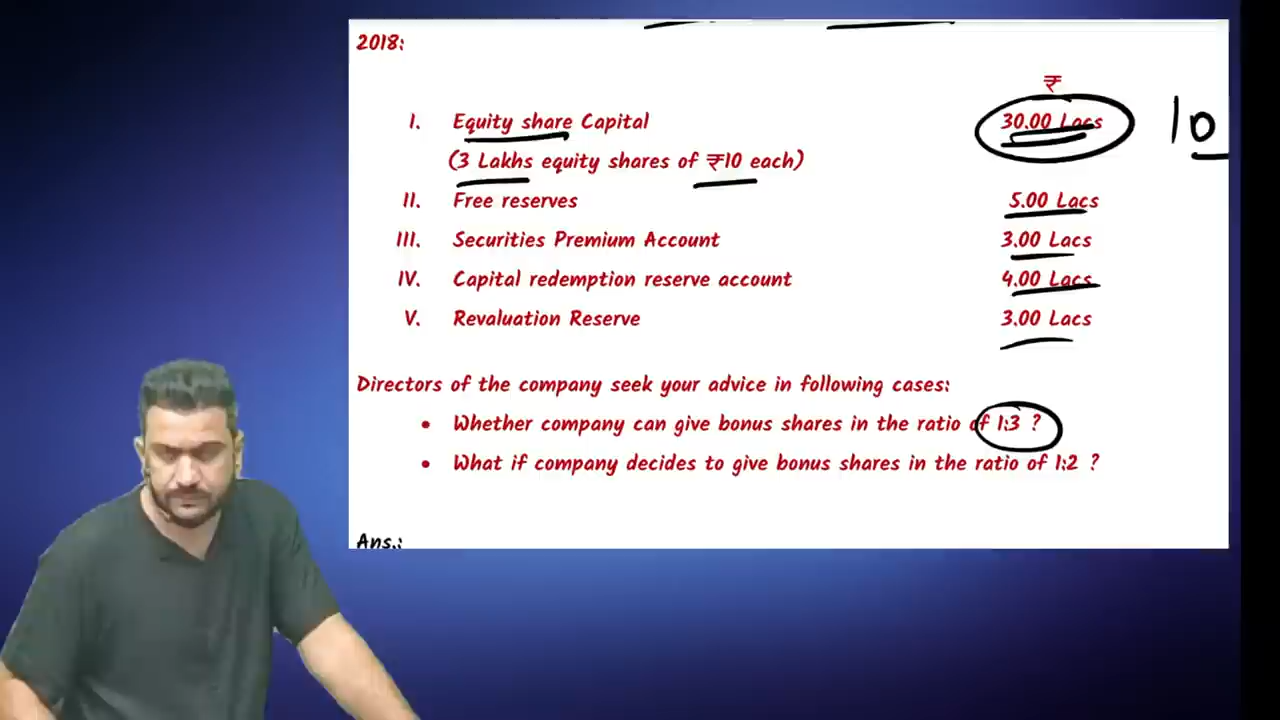 2018:
₹
I. Equity share Capital 30.00 Lacs 10
(3 Lakhs equity shares of ₹10 each)
II. Free reserves 5.00 Lacs
III. Securities Premium Account 3.00 Lacs
IV. Capital redemption reserve account 4.00 Lacs
V. Revaluation Reserve 3.00 Lacs
Directors of the company seek your advice in following cases:
• Whether company can give bonus shares in the ratio of 1:3 ?
• What if company decides to give bonus shares in the ratio of 1:2 ?
Ans.: